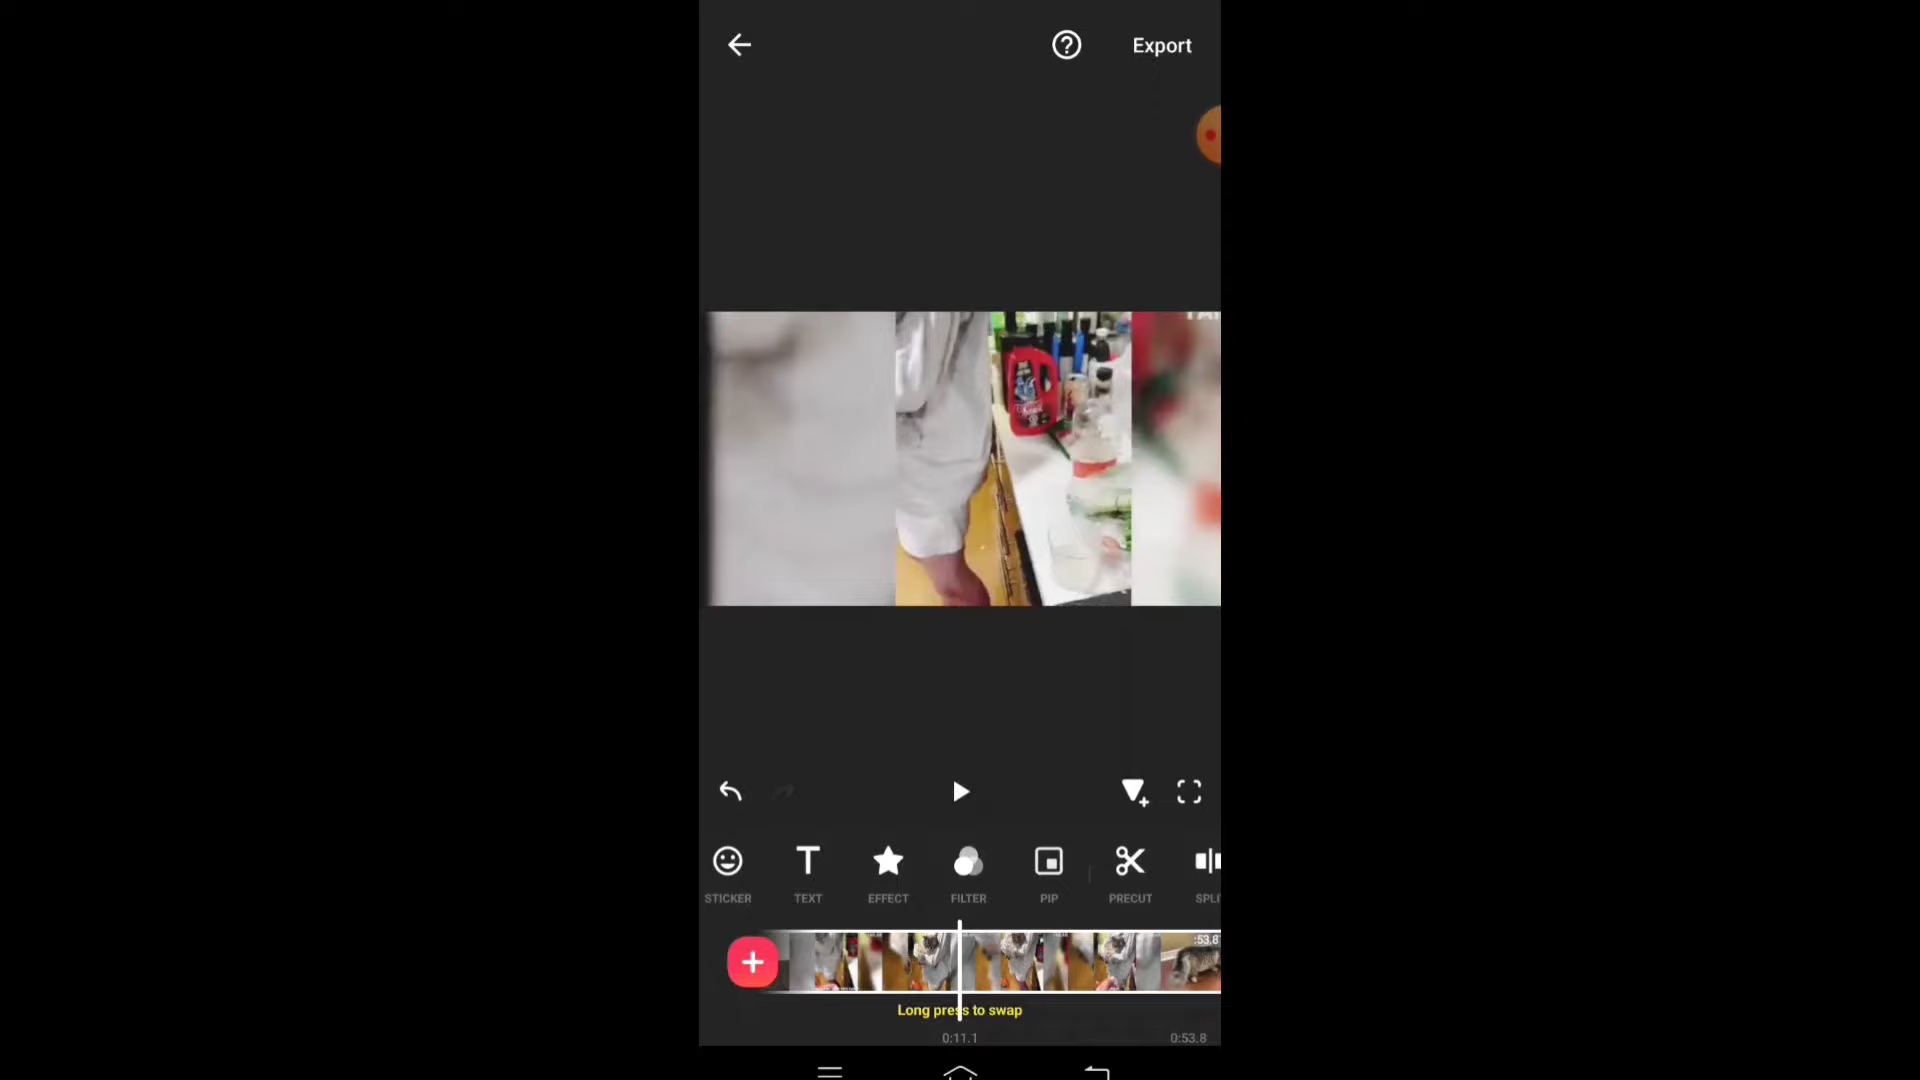 Export
STICKER TEXT EFFECT FILTER PIP PRECUT SPLI
:53.8
Long press to swap
0:11.1 0:53.8